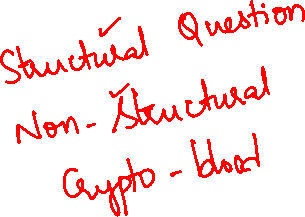 Structural Question
Non-Structural
Crypto-